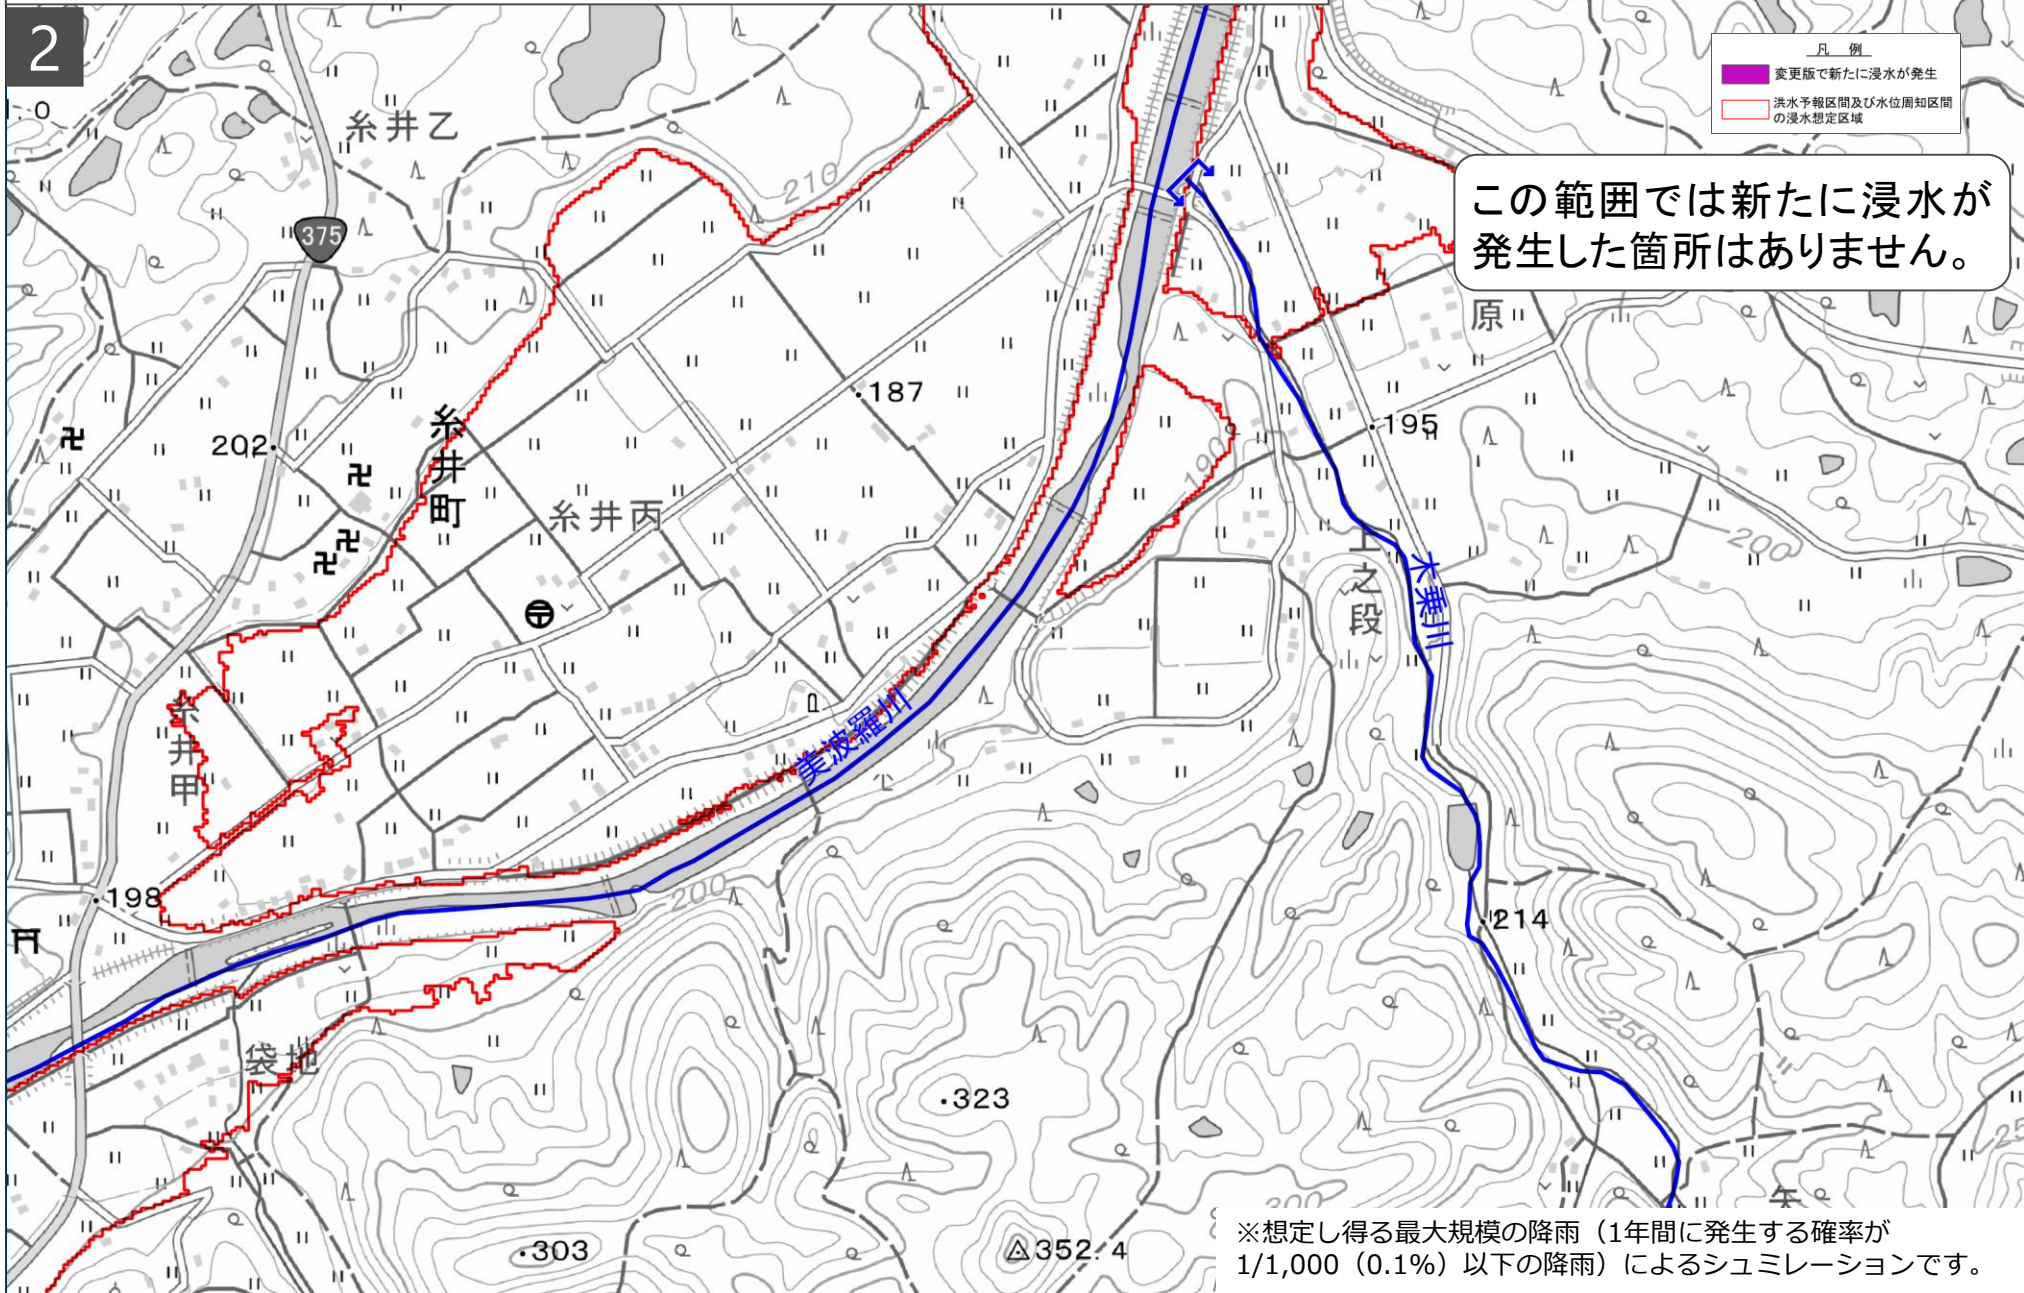 2
凡 例
変更版で新たに浸水が発生
洪水予報区間及び水位周知区間
の浸水想定区域
この範囲では新たに浸水が
発生した箇所はありません。
糸井乙
210
375
原
187
195
202
糸井町
190
糸井丙
200
上之段
木乗川
糸井甲
美波羅川
198
200
214
袋地
250
323
303
352.4
※想定し得る最大規模の降雨（1年間に発生する確率が
1/1,000（0.1%）以下の降雨）によるシュミレーションです。